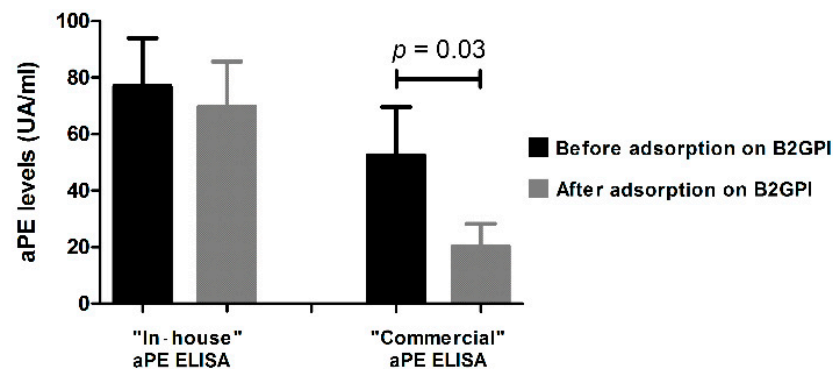 100
80
60
40
20
0
aPE levels (UA/ml)
p = 0.03
Before adsorption on B2GPI
After adsorption on B2GPI
"In-house"
aPE ELISA
"Commercial"
aPE ELISA